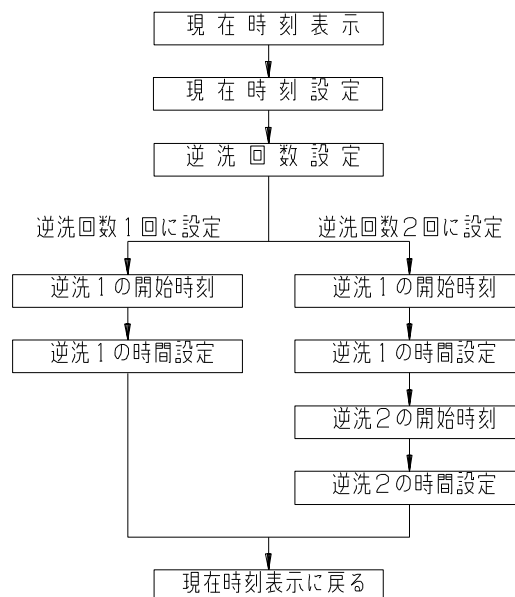 現在時刻表示
現在時刻設定
逆洗回数設定
逆洗回数1回に設定
逆洗回数2回に設定
逆洗1の開始時刻
逆洗1の開始時刻
逆洗1の時間設定
逆洗1の時間設定
逆洗2の開始時刻
逆洗2の時間設定
現在時刻表示に戻る